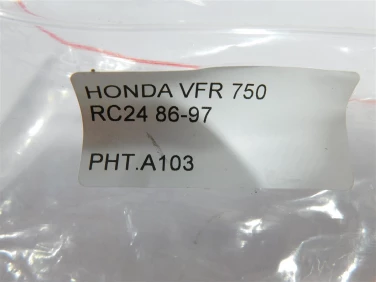 HONDA VFR 750
RC24 86-97
PHT.A103